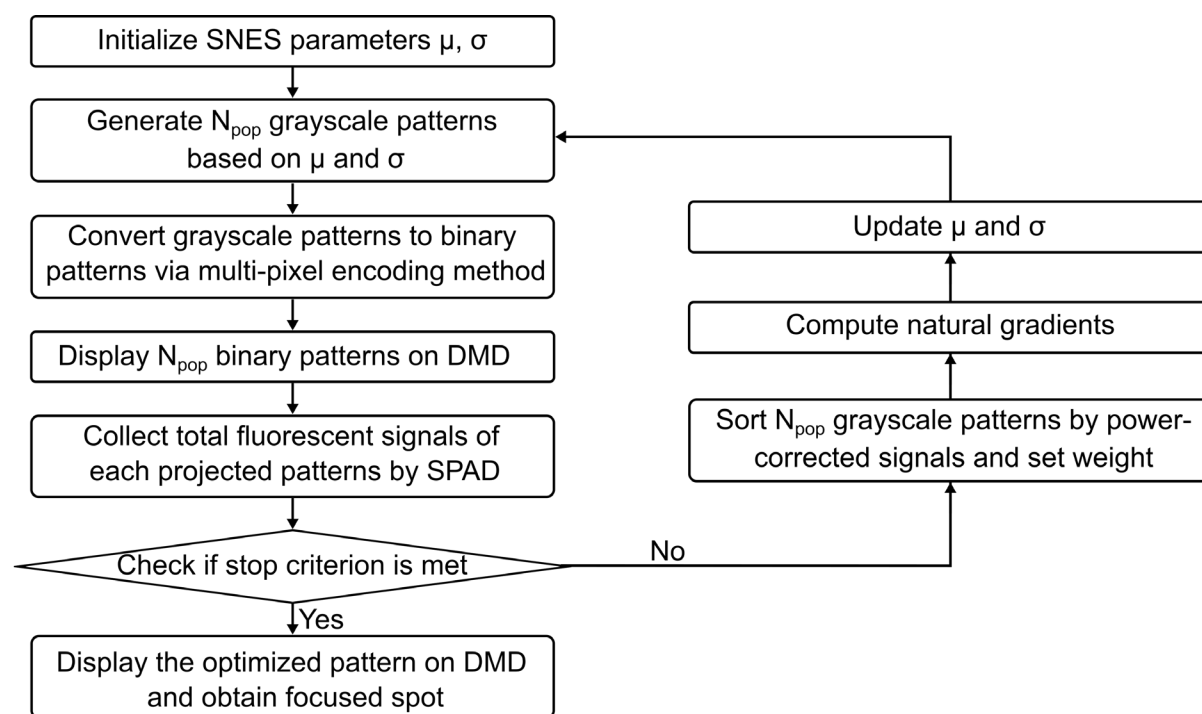 Initialize SNES parameters μ, σ
Generate Npop grayscale patterns
based on μ and σ
Convert grayscale patterns to binary
patterns via multi-pixel encoding method
Display Npop binary patterns on DMD
Collect total fluorescent signals of
each projected patterns by SPAD
Check if stop criterion is met
No
Yes
Display the optimized pattern on DMD
and obtain focused spot
Sort Npop grayscale patterns by power-
corrected signals and set weight
Compute natural gradients
Update μ and σ